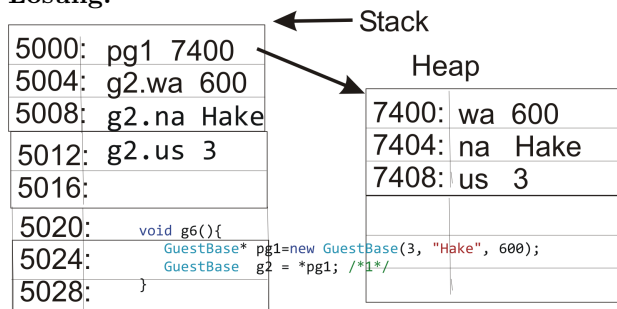 Lösung:
Stack
5000: pg1 7400
5004: g2.wa 600
5008: g2.na Hake
5012: g2.us 3
5016:
5020:
5024:
5028:
Heap
7400: wa 600
7404: na Hake
7408: us 3
void g6(){
GuestBase* pg1=new GuestBase(3, "Hake", 600);
GuestBase g2 = *pg1; /*1*/
}